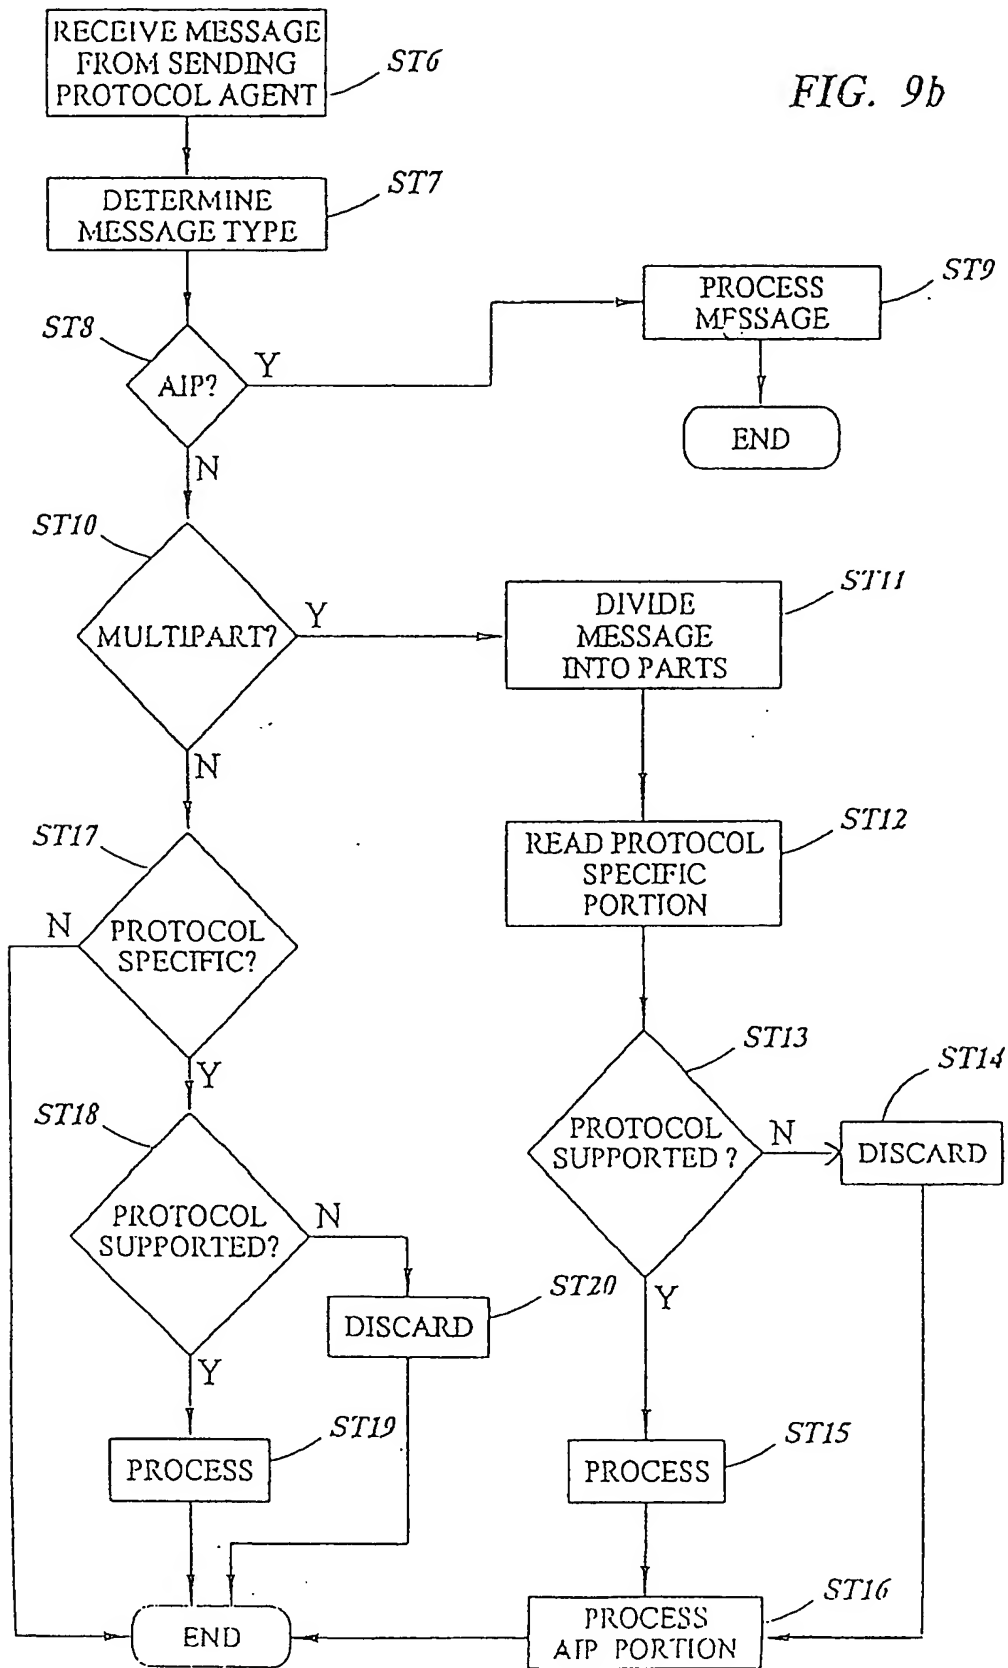 RECEIVE MESSAGE
FROM SENDING
PROTOCOL AGENT
ST6
FIG. 9b
DETERMINE
MESSAGE TYPE
ST7
ST8
AIP?
Y
N
PROCESS
MESSAGE
ST9
END
ST10
MULTIPART?
Y
N
DIVIDE
MESSAGE
INTO PARTS
ST11
READ PROTOCOL
SPECIFIC
PORTION
ST12
ST17
PROTOCOL
SPECIFIC?
N
Y
ST13
PROTOCOL
SUPPORTED ?
N
Y
ST14
DISCARD
ST18
PROTOCOL
SUPPORTED?
N
Y
ST20
DISCARD
ST19
PROCESS
ST15
PROCESS
ST16
PROCESS
AIP PORTION
END